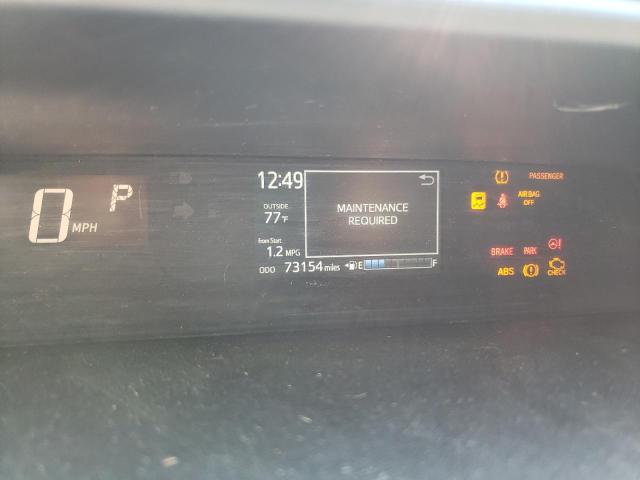 0 MPH P
12:49
OUTSIDE
77°F
From Start
1.2 MPG
ODO 73154 miles E F
MAINTENANCE
REQUIRED
PASSENGER
AIR BAG
OFF
BRAKE PARK
ABS CHECK